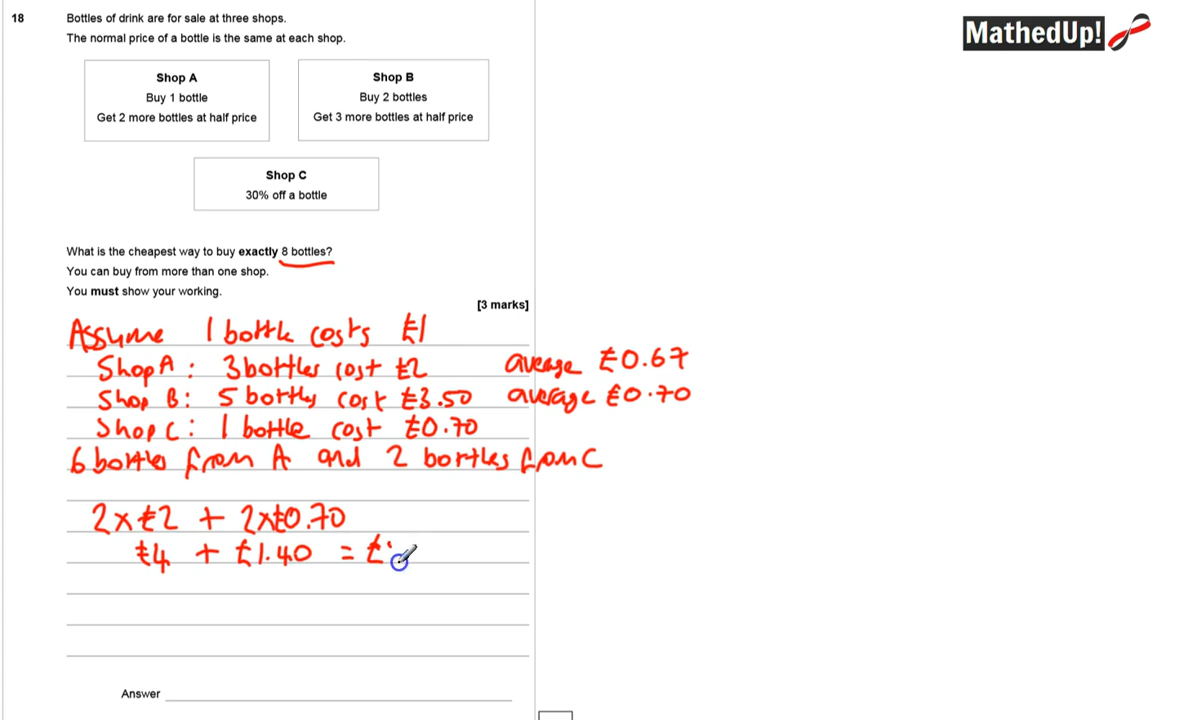 18 Bottles of drink are for sale at three shops.
MathedUp!
The normal price of a bottle is the same at each shop.
Shop A
Buy 1 bottle
Get 2 more bottles at half price
Shop B
Buy 2 bottles
Get 3 more bottles at half price
Shop C
30% off a bottle
What is the cheapest way to buy exactly 8 bottles?
You can buy from more than one shop.
You must show your working.
[3 marks]
Assume 1 bottle costs £1
Shop A : 3 bottles cost £2 average £0.67
Shop B: 5 bottles cost £3.50 average £0.70
Shop C: 1 bottle cost £0.70
6 bottles from A and 2 bottles from C
2x£2 + 2x£0.70
£4 + £1.40 = £
Answer